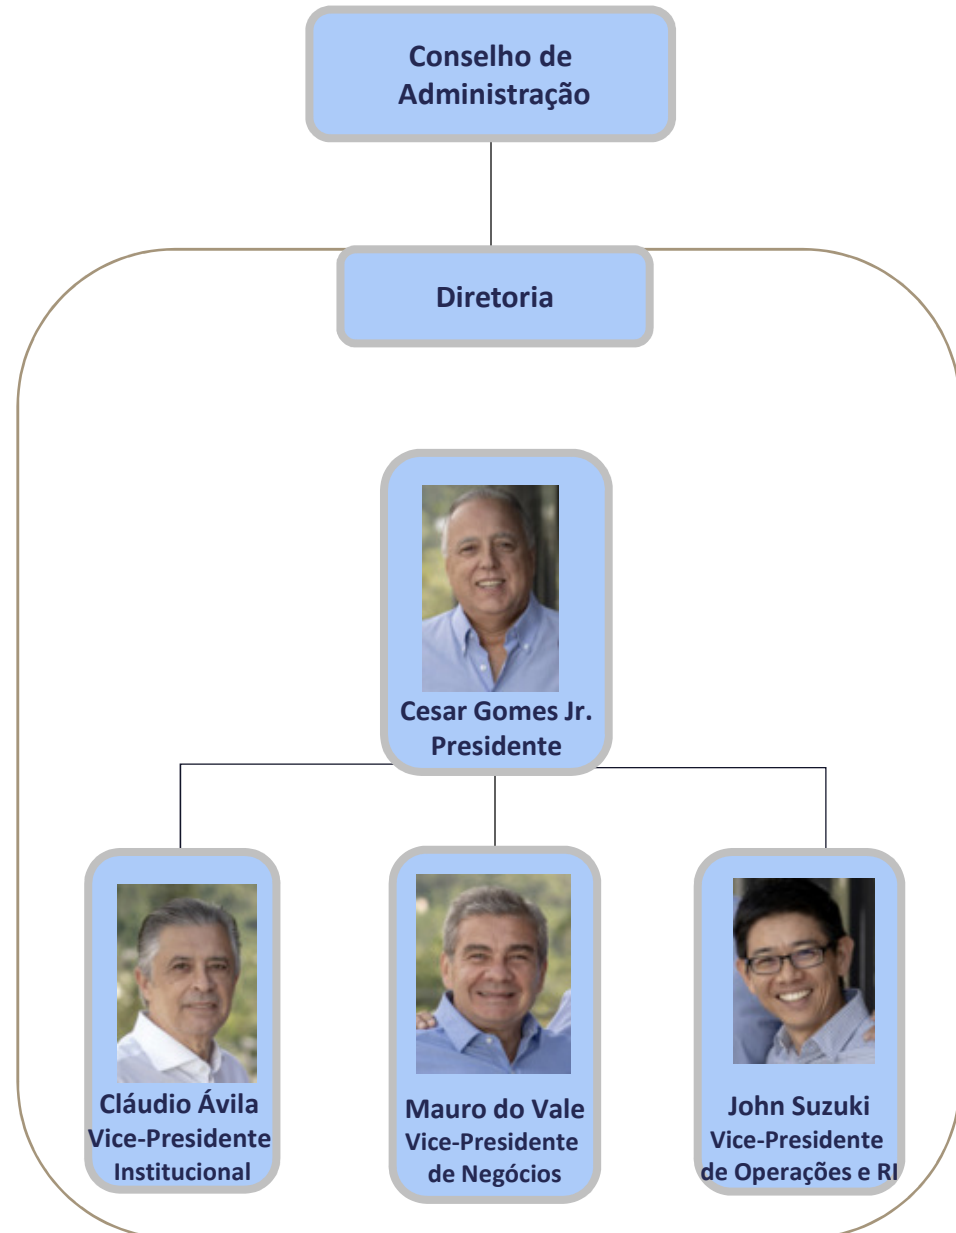 Conselho de
Administração
Diretoria
Cesar Gomes Jr.
Presidente
Cláudio Ávila
Vice-Presidente
Institucional
Mauro do Vale
Vice-Presidente
de Negócios
John Suzuki
Vice-Presidente
de Operações e RI